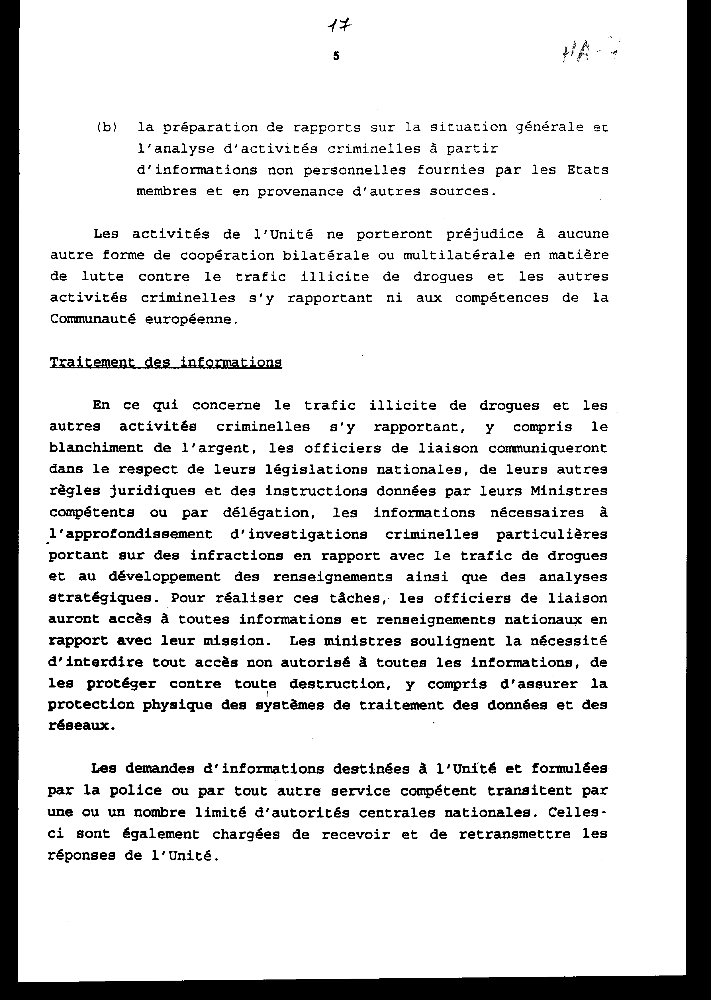 17
5
HA-7
(b) la préparation de rapports sur la situation générale et
l'analyse d'activités criminelles à partir
d'informations non personnelles fournies par les Etats
membres et en provenance d'autres sources.
Les activités de l'Unité ne porteront préjudice à aucune
autre forme de coopération bilatérale ou multilatérale en matière
de lutte contre le trafic illicite de drogues et les autres
activités criminelles s'y rapportant ni aux compétences de la
Communauté européenne.
Traitement des informations
En ce qui concerne le trafic illicite de drogues et les
autres activités criminelles s'y rapportant, y compris le
blanchiment de l'argent, les officiers de liaison communiqueront
dans le respect de leurs législations nationales, de leurs autres
règles juridiques et des instructions données par leurs Ministres
compétents ou par délégation, les informations nécessaires à
l'approfondissement d'investigations criminelles particulières
portant sur des infractions en rapport avec le trafic de drogues
et au développement des renseignements ainsi que des analyses
stratégiques. Pour réaliser ces tâches, les officiers de liaison
auront accès à toutes informations et renseignements nationaux en
rapport avec leur mission. Les ministres soulignent la nécessité
d'interdire tout accès non autorisé à toutes les informations, de
les protéger contre toute destruction, y compris d'assurer la
protection physique des systèmes de traitement des données et des
réseaux.
Les demandes d'informations destinées à l'Unité et formulées
par la police ou par tout autre service compétent transitent par
une ou un nombre limité d'autorités centrales nationales. Celles-
ci sont également chargées de recevoir et de retransmettre les
réponses de l'Unité.